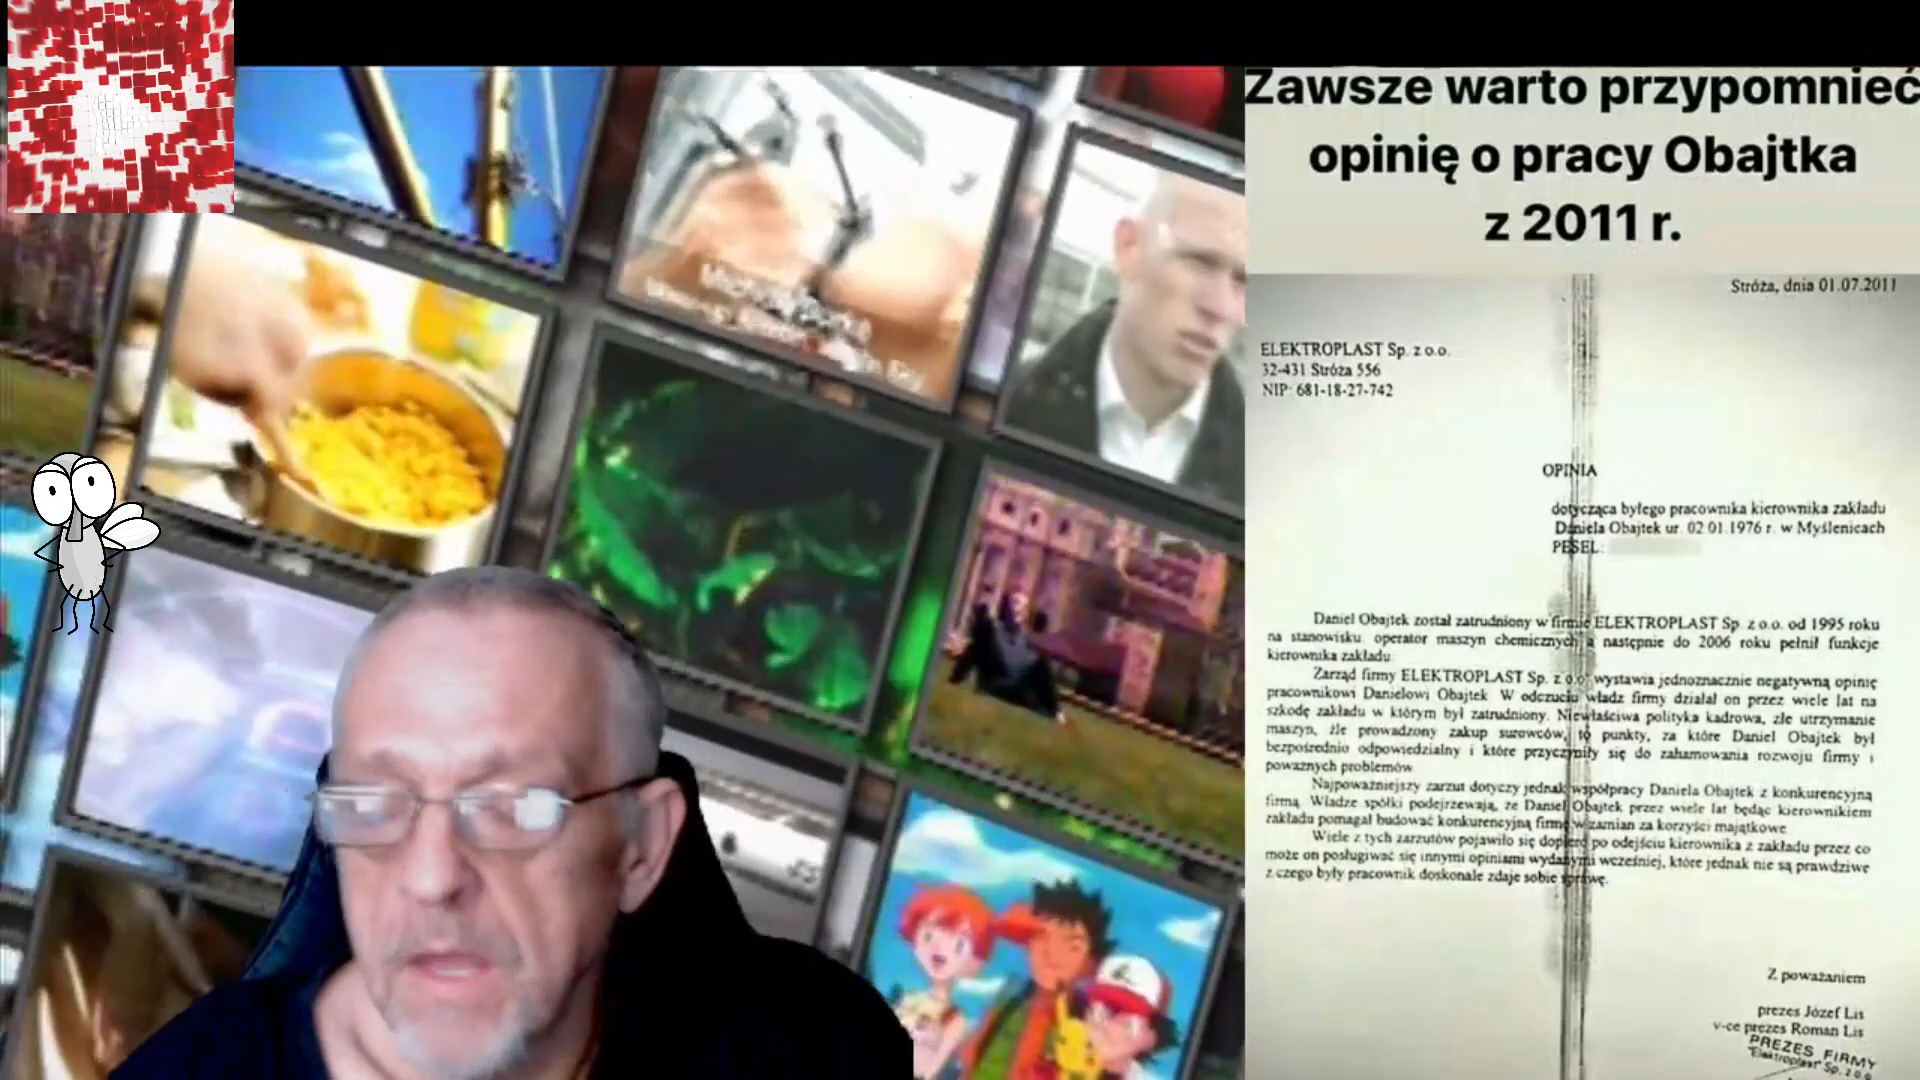 Zawsze warto przypomnieć
opinię o pracy Obajtka
z 2011 r.
Stróża, dnia 01.07.2011
ELEKTROPLAST Sp. z o.o.
32-431 Stróża 556
NIP: 681-18-27-742
OPINIA
dotycząca byłego pracownika kierownika zakładu
Daniela Obajtek ur. 02.01.1976 r. w Myślenicach
PESEL:
Daniel Obajtek został zatrudniony w firmie ELEKTROPLAST Sp. z o.o. od 1995 roku
na stanowisku: operator maszyn chemicznych a następnie do 2006 roku pełnił funkcje
kierownika zakładu.
Zarząd firmy ELEKTROPLAST Sp. z o.o. wystawia jednoznacznie negatywną opinię
pracownikowi Danielowi Obajtek. W odczuciu władz firmy działał on przez wiele lat na
szkodę zakładu w którym był zatrudniony. Niewłaściwa polityka kadrowa, złe utrzymanie
maszyn, źle prowadzony zakup surowców, to punkty, za które Daniel Obajtek był
bezpośrednio odpowiedzialny i które przyczyniły się do zahamowania rozwoju firmy i
poważnych problemów.
Najpoważniejszy zarzut dotyczy jednak współpracy Daniela Obajtek z konkurencyjną
firmą. Władze spółki podejrzewają, że Daniel Obajtek przez wiele lat będąc kierownikiem
zakładu pomagał budować konkurencyjną firmę w zamian za korzyści majątkowe.
Wiele z tych zarzutów pojawiło się dopiero po odejściu kierownika z zakładu przez co
może on posługiwać się innymi opiniami wydanymi wcześniej, które jednak nie są prawdziwe
z czego były pracownik doskonale zdaje sobie sprawę.
Z poważaniem
prezes Józef Lis
v-ce prezes Roman Lis
PREZES FIRMY
"Elektroplast" Sp. z o.o.